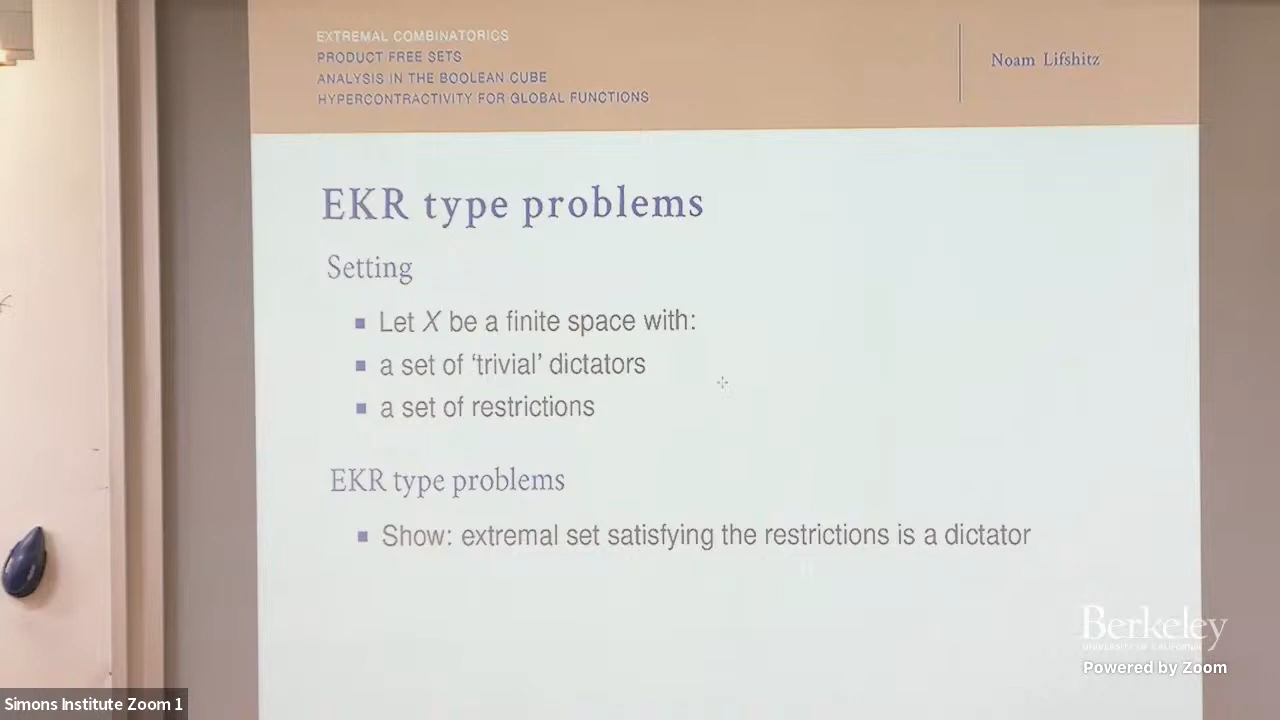 EXTREMAL COMBINATORICS
PRODUCT FREE SETS
ANALYSIS IN THE BOOLEAN CUBE
HYPERCONTRACTIVITY FOR GLOBAL FUNCTIONS
Noam Lifshitz
EKR type problems
Setting
Let X be a finite space with:
a set of ‘trivial’ dictators
a set of restrictions
EKR type problems
Show: extremal set satisfying the restrictions is a dictator
Berkeley
UNIVERSITY OF CALIFORNIA
Powered by Zoom
Simons Institute Zoom 1